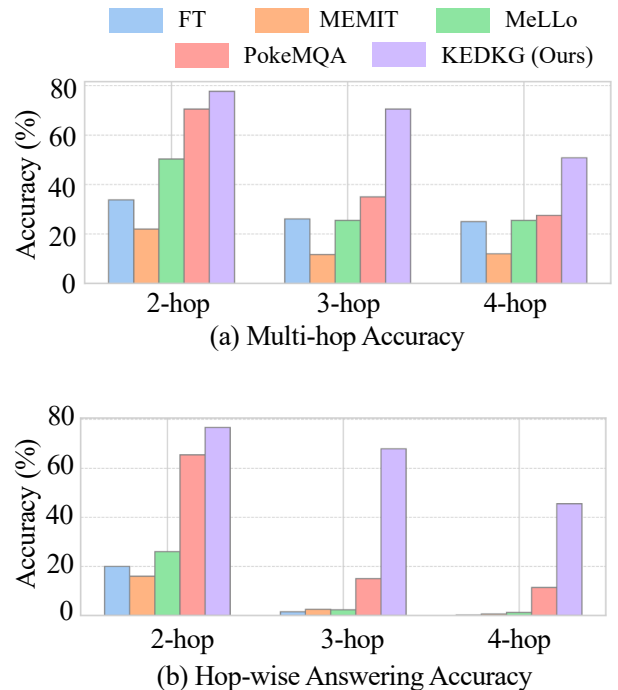 FT MEMIT MeLLo
PokeMQA KEDKG (Ours)
80
60
40
20
0
Accuracy (%)
2-hop 3-hop 4-hop
(a) Multi-hop Accuracy
80
60
40
20
0
Accuracy (%)
2-hop 3-hop 4-hop
(b) Hop-wise Answering Accuracy